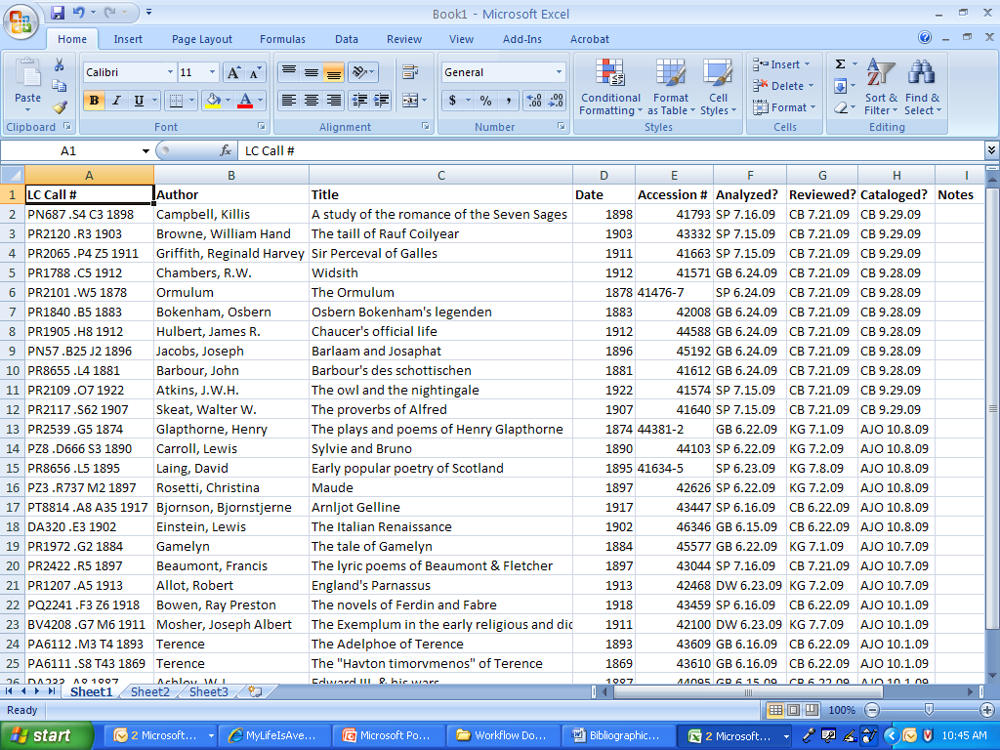 Book1 - Microsoft Excel
Home Insert Page Layout Formulas Data Review View Add-Ins Acrobat
Calibri 11 General Insert Σ
Paste B I U A $ % , Conditional Formatting Format as Table Cell Styles Delete Sort & Filter Find & Select
Format
Clipboard Font Alignment Number Styles Cells Editing
A1 fx LC Call #
A B C D E F G H I
1 LC Call # Author Title Date Accession # Analyzed? Reviewed? Cataloged? Notes
2 PN687 .S4 C3 1898 Campbell, Killis A study of the romance of the Seven Sages 1898 41793 SP 7.16.09 CB 7.21.09 CB 9.29.09
3 PR2120 .R3 1903 Browne, William Hand The taill of Rauf Coilyear 1903 43332 SP 7.15.09 CB 7.21.09 CB 9.29.09
4 PR2065 .P4 Z5 1911 Griffith, Reginald Harvey Sir Perceval of Galles 1911 41663 SP 7.15.09 CB 7.21.09 CB 9.29.09
5 PR1788 .C5 1912 Chambers, R.W. Widsith 1912 41571 GB 6.24.09 CB 7.21.09 CB 9.28.09
6 PR2101 .W5 1878 Ormulum The Ormulum 1878 41476-7 SP 6.24.09 CB 7.21.09 CB 9.28.09
7 PR1840 .B5 1883 Bokenham, Osbern Osbern Bokenham's legenden 1883 42008 GB 6.24.09 CB 7.21.09 CB 9.28.09
8 PR1905 .H8 1912 Hulbert, James R. Chaucer's official life 1912 44588 GB 6.24.09 CB 7.21.09 CB 9.28.09
9 PN57 .B25 J2 1896 Jacobs, Joseph Barlaam and Josaphat 1896 45192 GB 6.24.09 CB 7.21.09 CB 9.28.09
10 PR8655 .L4 1881 Barbour, John Barbour's des schottischen 1881 41612 GB 6.24.09 CB 7.21.09 CB 9.28.09
11 PR2109 .O7 1922 Atkins, J.W.H. The owl and the nightingale 1922 41574 SP 7.15.09 CB 7.21.09 CB 9.29.09
12 PR2117 .S62 1907 Skeat, Walter W. The proverbs of Alfred 1907 41640 SP 7.15.09 CB 7.21.09 CB 9.29.09
13 PR2539 .G5 1874 Glapthorne, Henry The plays and poems of Henry Glapthorne 1874 44381-2 GB 6.22.09 KG 7.1.09 AJO 10.8.09
14 PZ8 .D666 S3 1890 Carroll, Lewis Sylvie and Bruno 1890 44103 SP 6.22.09 KG 7.2.09 AJO 10.8.09
15 PR8656 .L5 1895 Laing, David Early popular poetry of Scotland 1895 41634-5 SP 6.23.09 KG 7.8.09 AJO 10.8.09
16 PZ3 .R737 M2 1897 Rosetti, Christina Maude 1897 42626 SP 6.22.09 KG 7.2.09 AJO 10.8.09
17 PT8814 .A8 A35 1917 Bjornson, Bjornstjerne Arnljot Gelline 1917 43447 SP 6.16.09 CB 6.22.09 AJO 10.8.09
18 DA320 .E3 1902 Einstein, Lewis The Italian Renaissance 1902 46346 GB 6.15.09 CB 6.22.09 AJO 10.8.09
19 PR1972 .G2 1884 Gamelyn The tale of Gamelyn 1884 45577 GB 6.22.09 KG 7.1.09 AJO 10.7.09
20 PR2422 .R5 1897 Beaumont, Francis The lyric poems of Beaumont & Fletcher 1897 43044 SP 7.16.09 CB 7.21.09 AJO 10.7.09
21 PR1207 .A5 1913 Allot, Robert England's Parnassus 1913 42468 DW 6.23.09 KG 7.2.09 AJO 10.7.09
22 PQ2241 .F3 Z6 1918 Bowen, Ray Preston The novels of Ferdin and Fabre 1918 43459 SP 6.16.09 CB 6.22.09 AJO 10.1.09
23 BV4208 .G7 M6 1911 Mosher, Joseph Albert The Exemplum in the early religious and dic 1911 42100 DW 6.23.09 KG 7.7.09 AJO 10.1.09
24 PA6112 .M3 T4 1893 Terence The Adelphoe of Terence 1893 43609 GB 6.16.09 CB 6.22.09 AJO 10.1.09
25 PA6111 .S8 T43 1869 Terence The "Havton timorvmenos" of Terence 1869 43610 GB 6.16.09 CB 6.22.09 AJO 10.1.09
26 DA233 .A8 1887 Ashley, W.J. Edward III & his wars 1887 44095 GB 6.15.09 CB 6.22.09 AJO 10.1.09
Sheet1 Sheet2 Sheet3
Ready 100%
start 2 Microsoft... MyLifeIsAve... Microsoft Po... Workflow Do... Bibliographic... 2 Microsoft... 10:45 AM